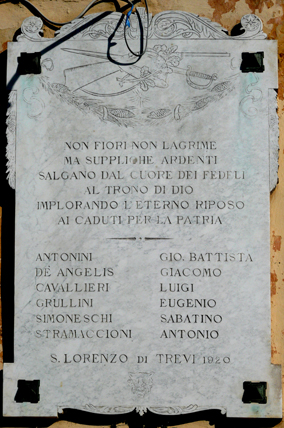 NON FIORI NON LAGRIME
MA SUPPLICHE ARDENTI
SALGANO DAL CUORE DEI FEDELI
AL TRONO DI DIO
IMPLORANDO L'ETERNO RIPOSO
AI CADUTI PER LA PATRIA
ANTONINI GIO. BATTISTA
DE ANGELIS GIACOMO
CAVALLIERI LUIGI
GRULLINI EUGENIO
SIMONESCHI SABATINO
STRAMACCIONI ANTONIO
S. LORENZO DI TREVI 1920